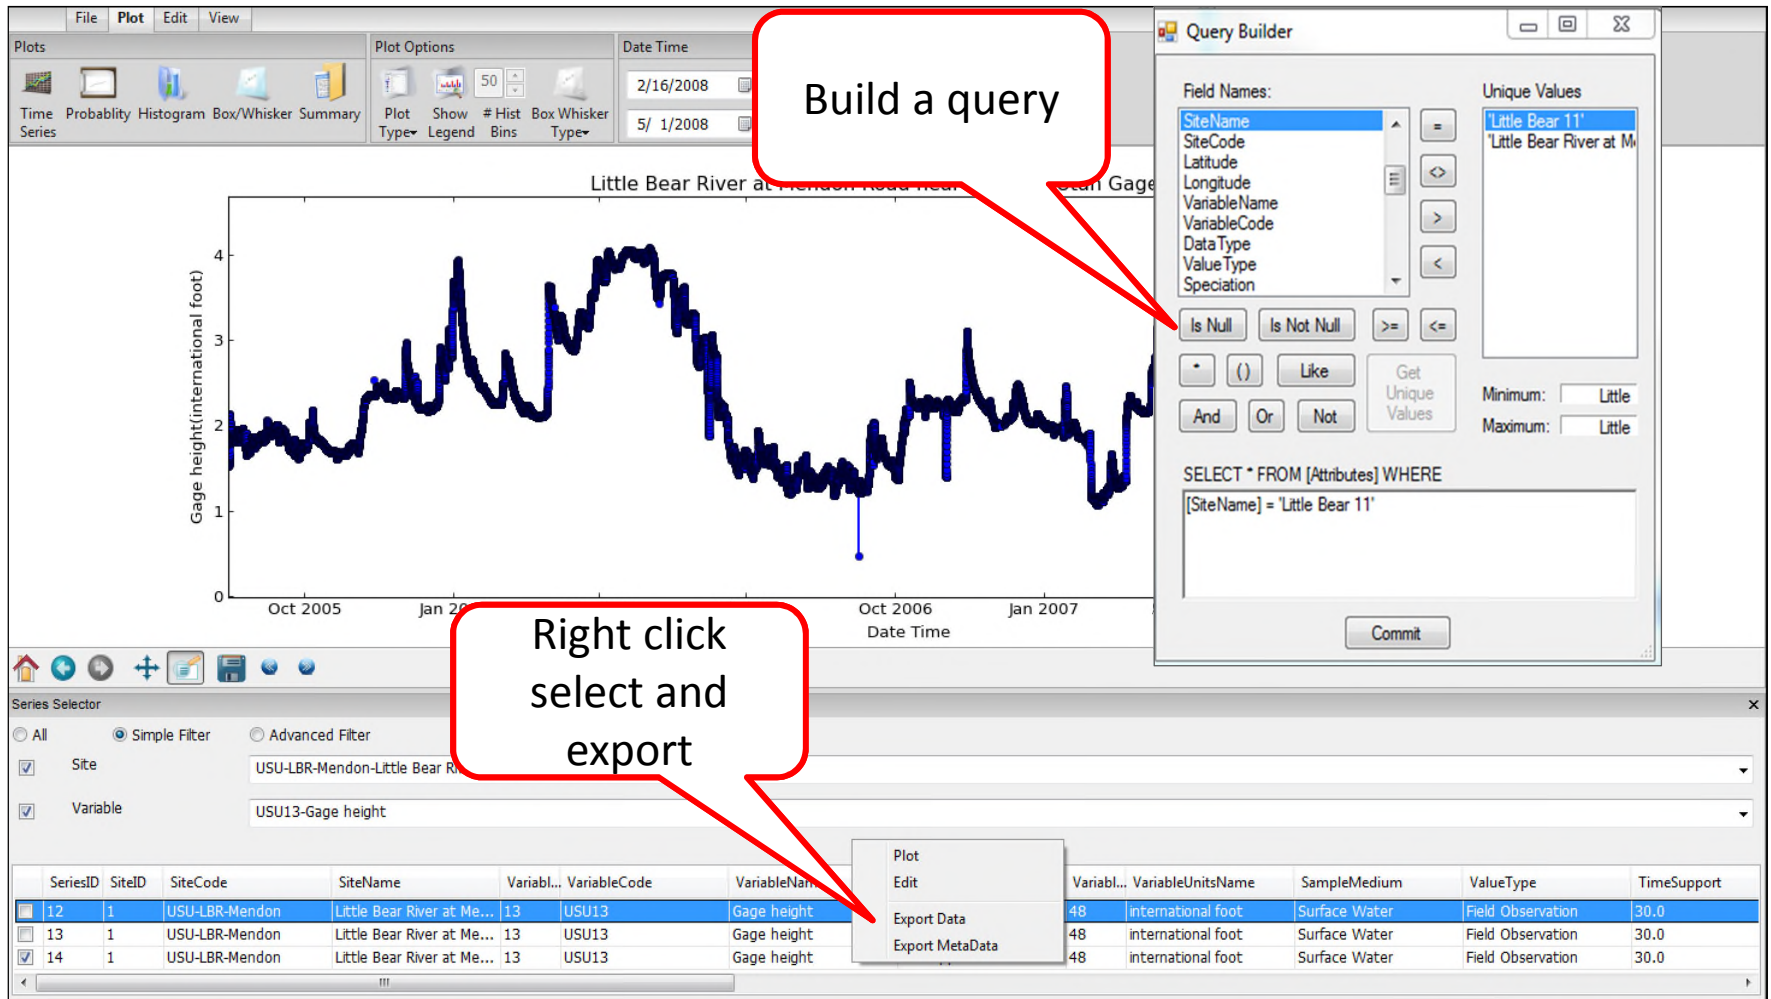 File Plot Edit View
Plots
Plot Options
Date Time
Time Series
Probablity
Histogram
Box/Whisker
Summary
Plot Type
Show Legend
50
# Hist Bins
Box Whisker Type
2/16/2008
5/ 1/2008
Build a query
Little Bear River at Mendon Road near
Utah Gage
Gage height(international foot)
4
3
2
1
0
Oct 2005
Jan
Oct 2006
Jan 2007
Date Time
Query Builder
Field Names:
Unique Values
SiteName
SiteCode
Latitude
Longitude
VariableName
VariableCode
DataType
ValueType
Speciation
=
<>
>
<
'Little Bear 11'
'Little Bear River at
Is Null
Is Not Null
>=
<=
*
()
Like
Get Unique Values
And
Or
Not
Minimum: Little
Maximum: Little
SELECT * FROM [Attributes] WHERE
[SiteName] = 'Little Bear 11'
Commit
Right click
select and
export
Series Selector
All
Simple Filter
Advanced Filter
Site
USU-LBR-Mendon-Little Bear
Variable
USU13-Gage height
SeriesID SiteID SiteCode SiteName Variabl... VariableCode VariableNam Variabl... VariableUnitsName SampleMedium ValueType TimeSupport
12 1 USU-LBR-Mendon Little Bear River at Me... 13 USU13 Gage height 48 international foot Surface Water Field Observation 30.0
13 1 USU-LBR-Mendon Little Bear River at Me... 13 USU13 Gage height 48 international foot Surface Water Field Observation 30.0
14 1 USU-LBR-Mendon Little Bear River at Me... 13 USU13 Gage height 48 international foot Surface Water Field Observation 30.0
Plot
Edit
Export Data
Export MetaData